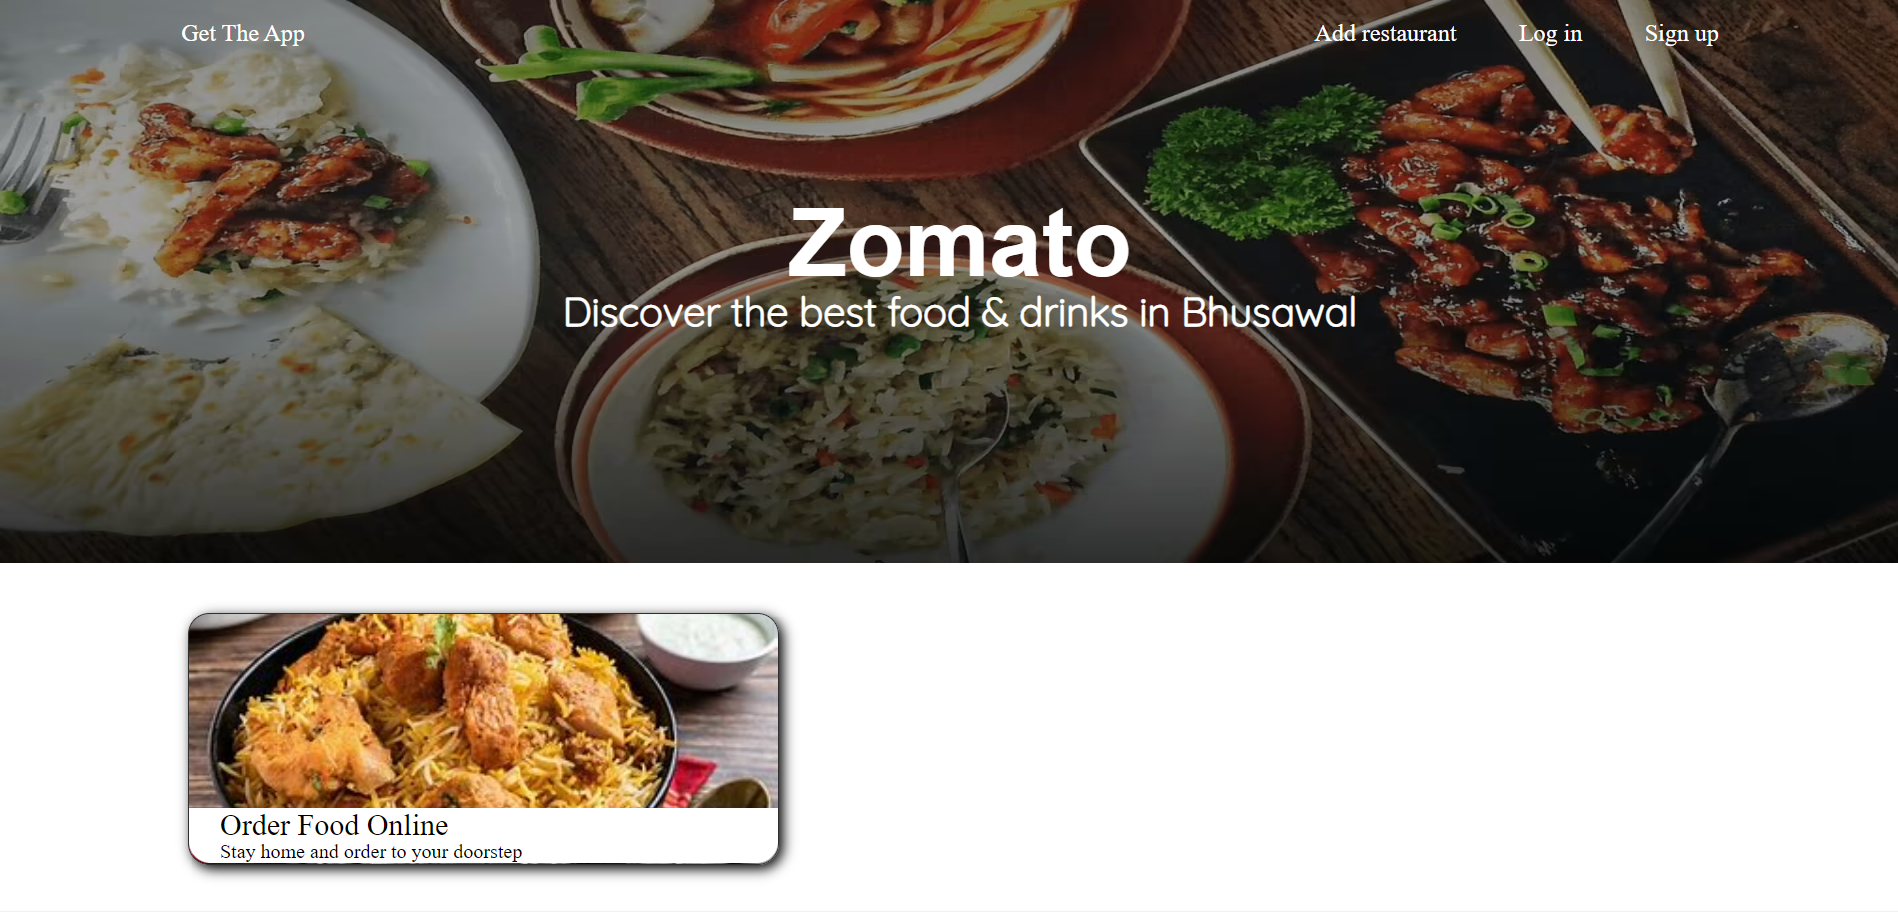 Get The App
Add restaurant
Log in
Sign up
Zomato
Discover the best food & drinks in Bhusawal
Order Food Online
Stay home and order to your doorstep